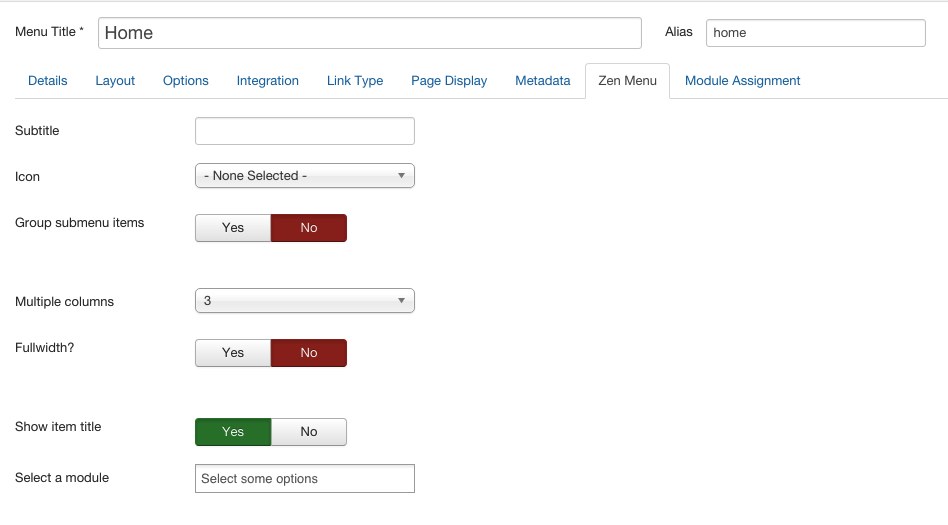 Menu Title * Home Alias home
Details Layout Options Integration Link Type Page Display Metadata Zen Menu Module Assignment
Subtitle
Icon - None Selected -
Group submenu items Yes No
Multiple columns 3
Fullwidth? Yes No
Show item title Yes No
Select a module Select some options